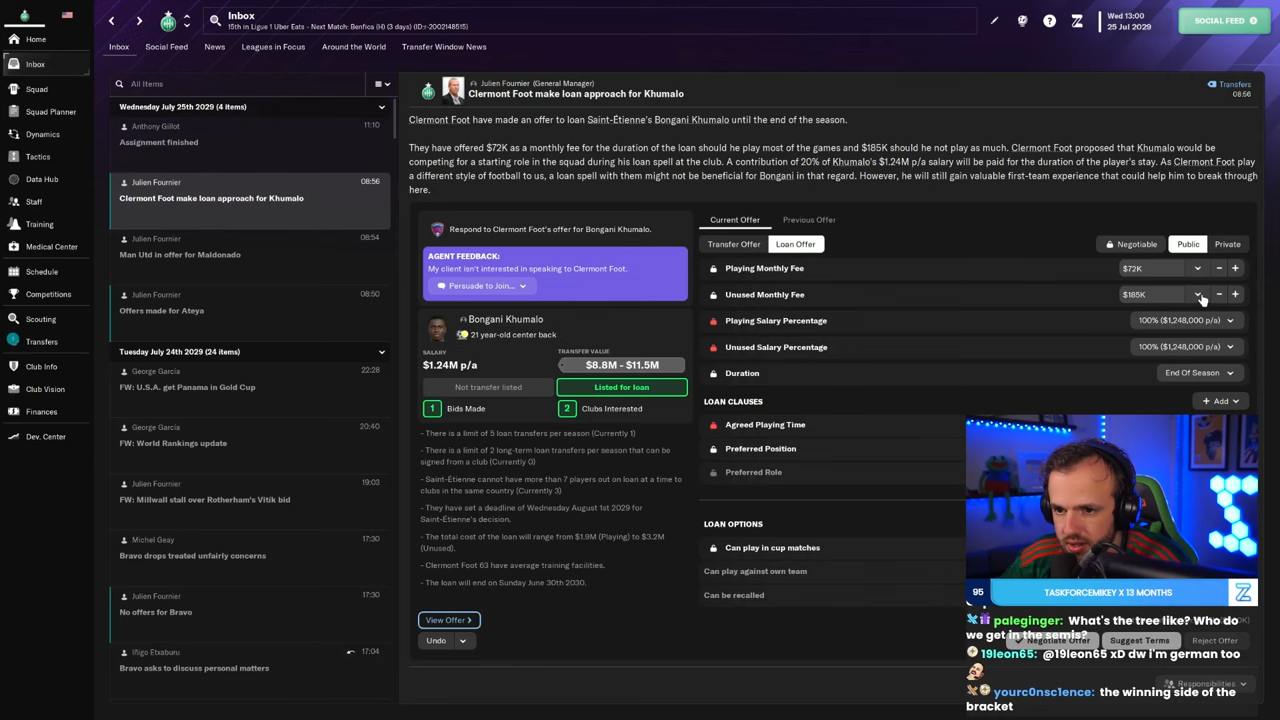 Inbox
15th in Ligue 1 Uber Eats - Next Match: Benfica (H) (3 days) (ID:r-2002148515)
Wed 13:00
25 Jul 2029
SOCIAL FEED
Home
Inbox
Squad
Squad Planner
Dynamics
Tactics
Data Hub
Staff
Training
Medical Center
Schedule
Competitions
Scouting
Transfers
Club Info
Club Vision
Finances
Dev. Center
Inbox
Social Feed
News
Leagues in Focus
Around the World
Transfer Window News
All Items
Wednesday July 25th 2029 (4 items)
Anthony Gillot
11:10
Assignment finished
Julien Fournier
08:56
Clermont Foot make loan approach for Khumalo
Julien Fournier
08:54
Man Utd in offer for Maldonado
Julien Fournier
08:50
Offers made for Ateya
Tuesday July 24th 2029 (24 items)
George García
22:28
FW: U.S.A. get Panama in Gold Cup
George García
20:40
FW: World Rankings update
Julien Fournier
19:03
FW: Millwall stall over Rotherham's Vitík bid
Michel Geay
17:30
Bravo drops treated unfairly concerns
Julien Fournier
17:30
No offers for Bravo
Iñigo Etxaburu
17:04
Bravo asks to discuss personal matters
Julien Fournier (General Manager)
Clermont Foot make loan approach for Khumalo
Transfers
08:56
Clermont Foot have made an offer to loan Saint-Étienne's Bongani Khumalo until the end of the season.
They have offered $72K as a monthly fee for the duration of the loan should he play most of the games and $185K should he not play as much. Clermont Foot proposed that Khumalo would be
competing for a starting role in the squad during his loan spell at the club. A contribution of 20% of Khumalo's $1.24M p/a salary will be paid for the duration of the player's stay. As Clermont Foot play
a different style of football to us, a loan spell with them might not be beneficial for Bongani in that regard. However, he will still gain valuable first-team experience that could help him to break through
here.
Respond to Clermont Foot's offer for Bongani Khumalo.
AGENT FEEDBACK:
My client isn't interested in speaking to Clermont Foot.
Persuade to Join...
Bongani Khumalo
21 year-old center back
SALARY
$1.24M p/a
TRANSFER VALUE
$8.8M - $11.5M
Not transfer listed
Listed for loan
1 Bids Made
2 Clubs Interested
- There is a limit of 5 loan transfers per season (Currently 1)
- There is a limit of 2 long-term loan transfers per season that can be
signed from a club (Currently 0)
- Saint-Étienne cannot have more than 7 players out on loan at a time to
clubs in the same country (Currently 3)
- They have set a deadline of Wednesday August 1st 2029 for
Saint-Étienne's decision.
- The total cost of the loan will range from $1.9M (Playing) to $3.2M
(Unused).
- Clermont Foot 63 have average training facilities.
- The loan will end on Sunday June 30th 2030.
View Offer
Undo
Current Offer
Previous Offer
Transfer Offer
Loan Offer
Negotiable
Public
Private
Playing Monthly Fee
$72K
Unused Monthly Fee
$185K
Playing Salary Percentage
100% ($1,248,000 p/a)
Unused Salary Percentage
100% ($1,248,000 p/a)
Duration
End Of Season
LOAN CLAUSES
Add
Agreed Playing Time
Preferred Position
Preferred Role
LOAN OPTIONS
Can play in cup matches
Can play against own team
Can be recalled
95
TASKFORCEMIKEY X 13 MONTHS
paleginger: What's the tree like? Who do
we get in the semis?
Negotiate Offer
Suggest Terms
Reject Offer
19leon65: @19leon65 xD dw i'm german too
Responsibilities
yourc0nsc1ence: the winning side of the
bracket